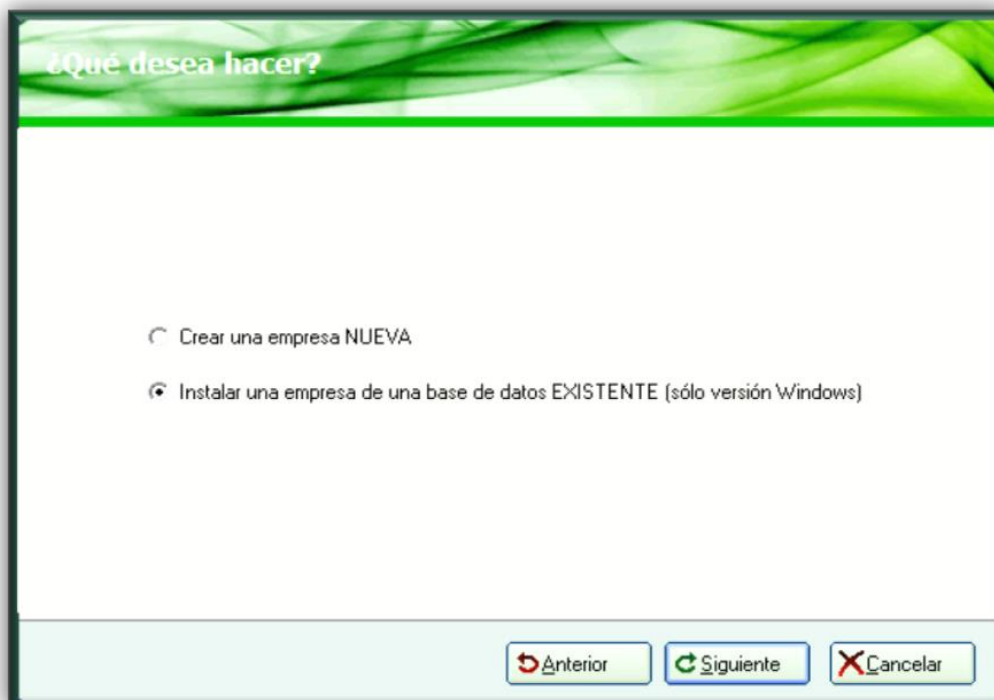 ¿Qué desea hacer?
Crear una empresa NUEVA
Instalar una empresa de una base de datos EXISTENTE (sólo versión Windows)
Anterior
Siguiente
Cancelar